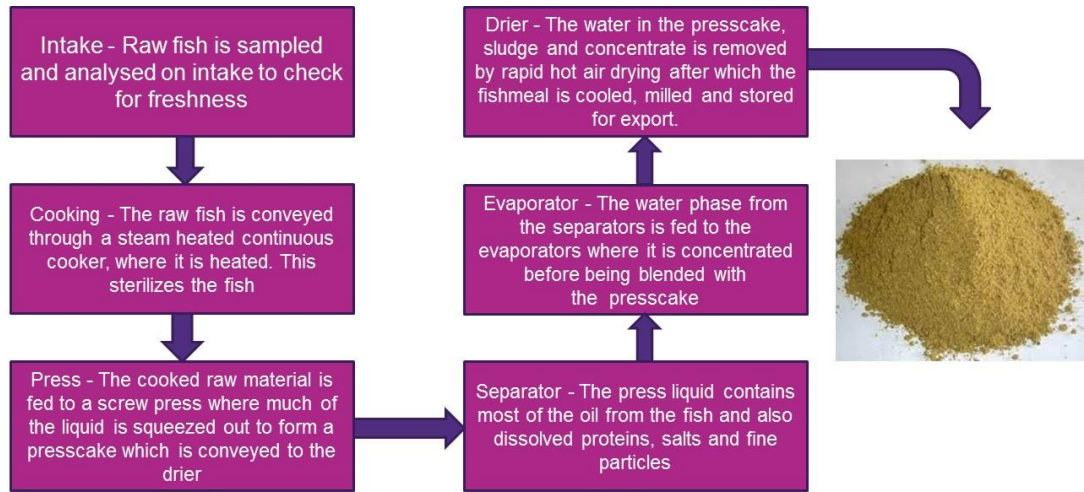 Intake - Raw fish is sampled
and analysed on intake to check
for freshness
Cooking - The raw fish is conveyed
through a steam heated continuous
cooker, where it is heated. This
sterilizes the fish
Press - The cooked raw material is
fed to a screw press where much of
the liquid is squeezed out to form a
presscake which is conveyed to the
drier
Separator - The press liquid contains
most of the oil from the fish and also
dissolved proteins, salts and fine
particles
Evaporator - The water phase from
the separators is fed to the
evaporators where it is concentrated
before being blended with
the presscake
Drier - The water in the presscake,
sludge and concentrate is removed
by rapid hot air drying after which the
fishmeal is cooled, milled and stored
for export.